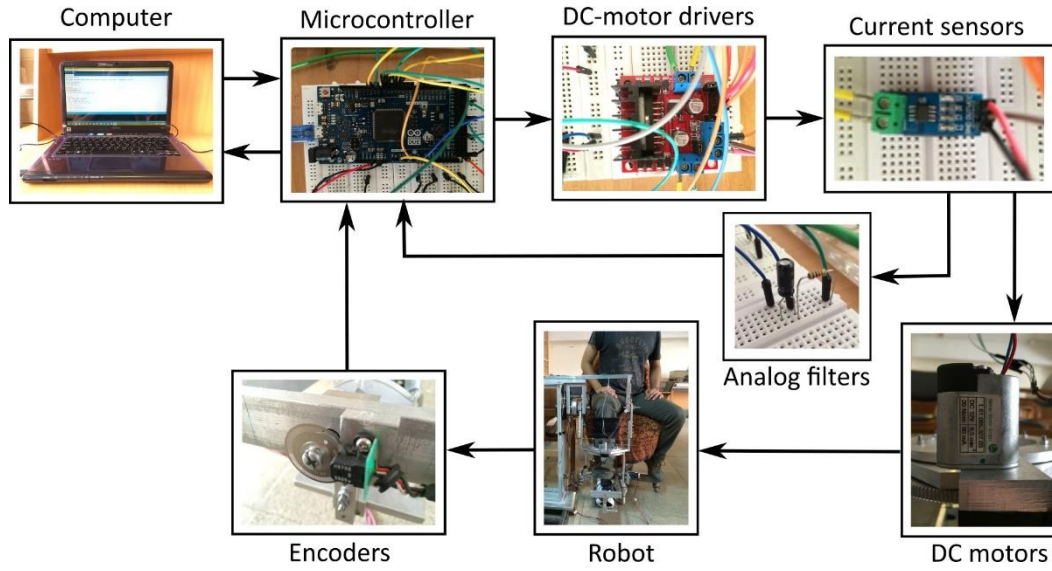 Computer
Microcontroller
DC-motor drivers
Current sensors
Analog filters
Encoders
Robot
DC motors